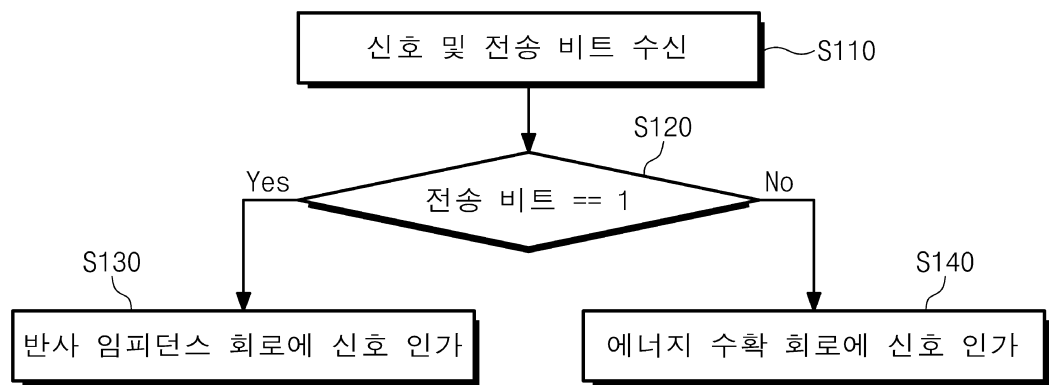 신호 및 전송 비트 수신
S110
S120
Yes
전송 비트 == 1
No
S130
S140
반사 임피던스 회로에 신호 인가
에너지 수확 회로에 신호 인가